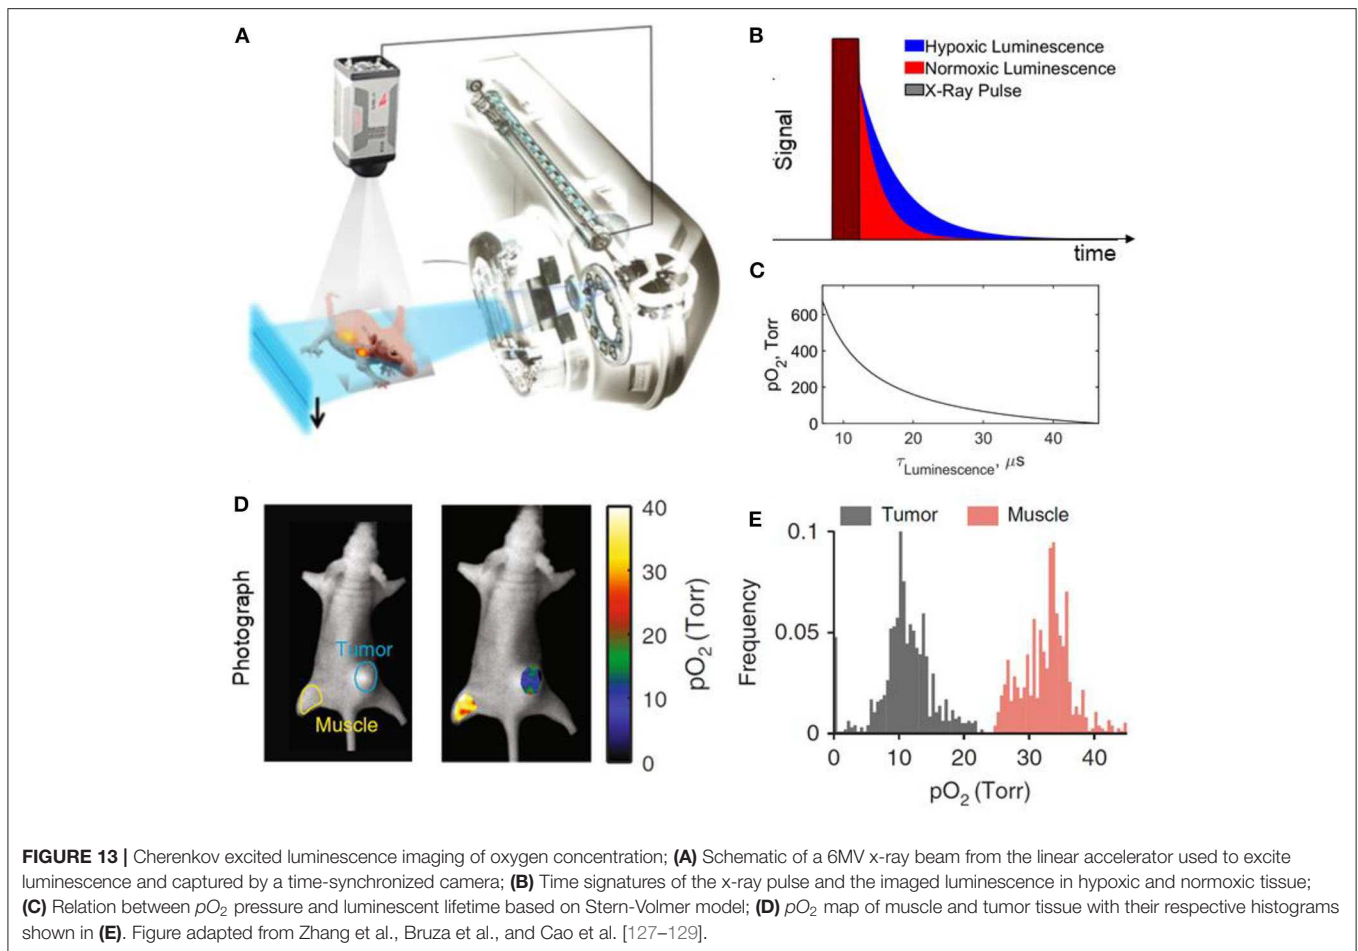 A
B
Hypoxic Luminescence
Normoxic Luminescence
X-Ray Pulse
Signal
time
C
600
400
200
0
pO2, Torr
10 20 30 40
τLuminescence, μs
D
Photograph
Tumor
Muscle
40
30
20
10
0
pO2 (Torr)
E
Tumor Muscle
0.1
0.05
0
Frequency
0 10 20 30 40
pO2 (Torr)
FIGURE 13 | Cherenkov excited luminescence imaging of oxygen concentration; (A) Schematic of a 6MV x-ray beam from the linear accelerator used to excite
luminescence and captured by a time-synchronized camera; (B) Time signatures of the x-ray pulse and the imaged luminescence in hypoxic and normoxic tissue;
(C) Relation between pO2 pressure and luminescent lifetime based on Stern-Volmer model; (D) pO2 map of muscle and tumor tissue with their respective histograms
shown in (E). Figure adapted from Zhang et al., Bruza et al., and Cao et al. [127–129].